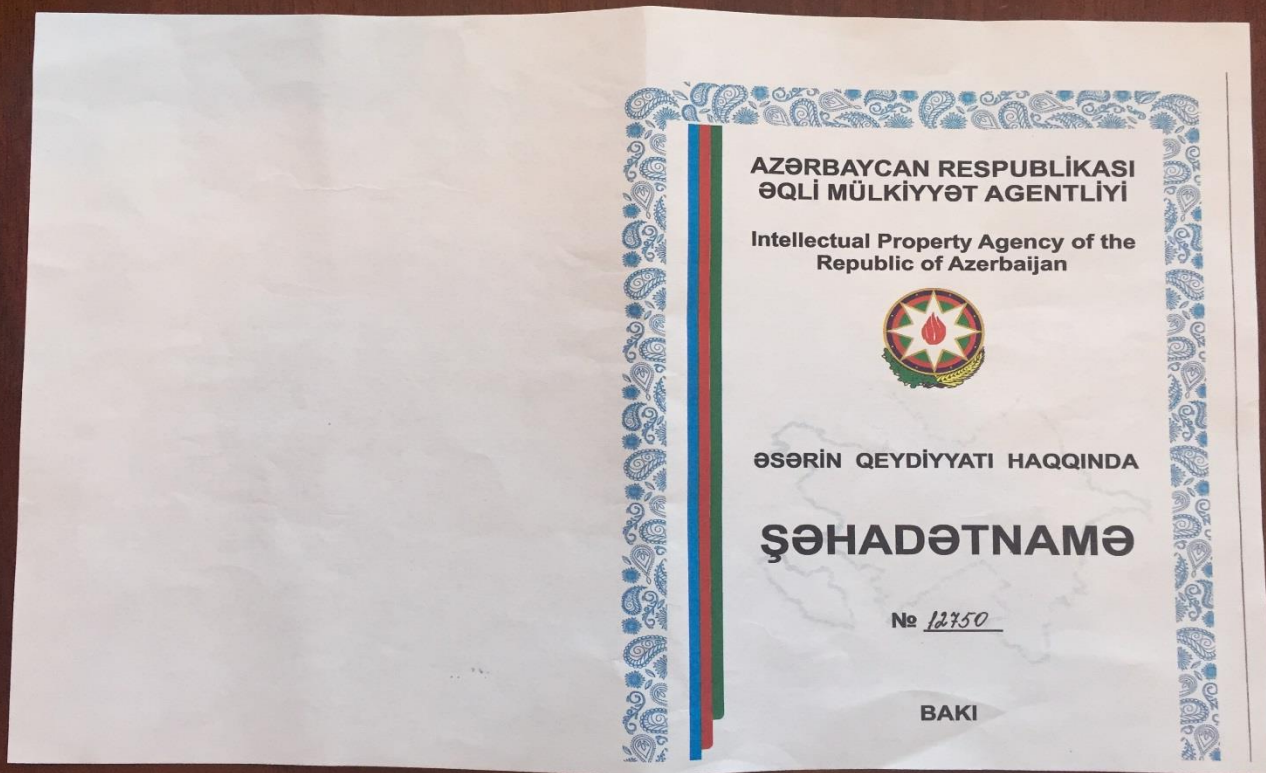 AZƏRBAYCAN RESPUBLİKASI
ƏQLİ MÜLKİYYƏT AGENTLİYİ
Intellectual Property Agency of the
Republic of Azerbaijan
ƏSƏRİN QEYDİYYATI HAQQINDA
ŞƏHADƏTNAMƏ
№ 12750
BAKI